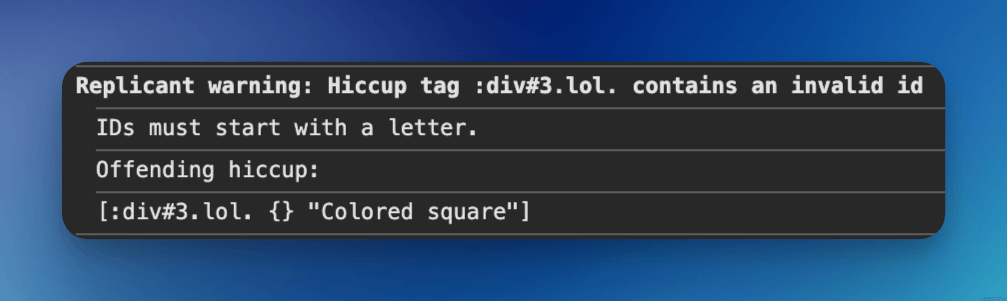 Replicant warning: Hiccup tag :div#3.lol. contains an invalid id
IDs must start with a letter.
Offending hiccup:
[:div#3.lol. {} "Colored square"]